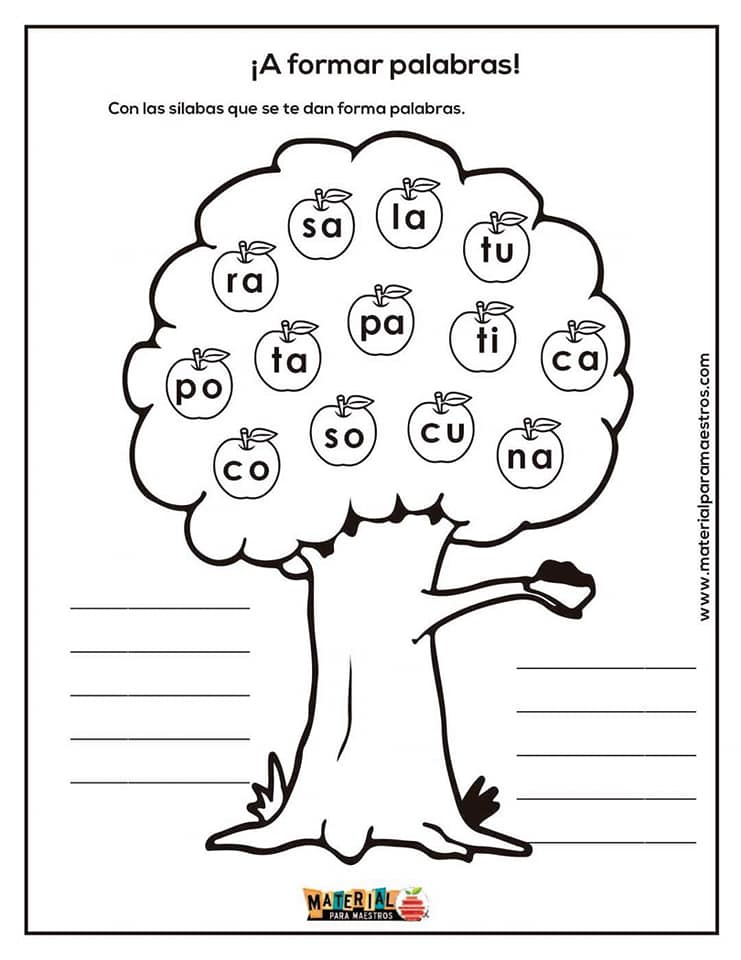 ¡A formar palabras!
Con las sílabas que se te dan forma palabras.
sa
la
tu
ra
pa
ti
ta
ca
po
so
cu
co
na
www.materialparamaestros.com
MATERIAL
PARA MAESTROS